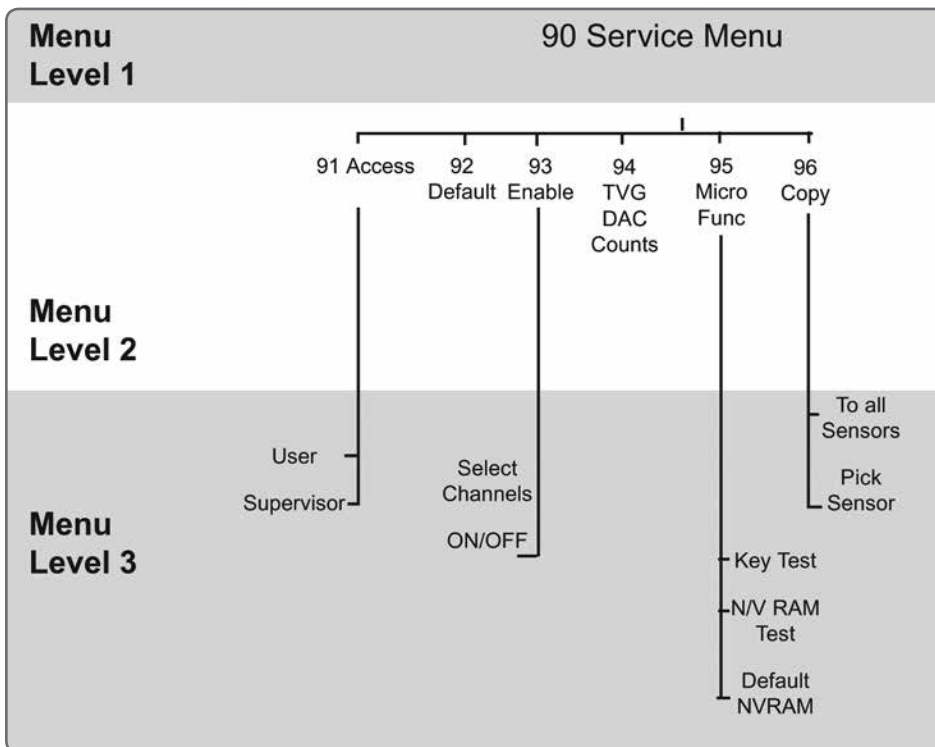 Menu
Level 1
90 Service Menu
91 Access
92
Default
93
Enable
94
TVG
DAC
Counts
95
Micro
Func
96
Copy
Menu
Level 2
Menu
Level 3
User
Supervisor
Select
Channels
ON/OFF
Key Test
N/V RAM
Test
Default
NVRAM
To all
Sensors
Pick
Sensor